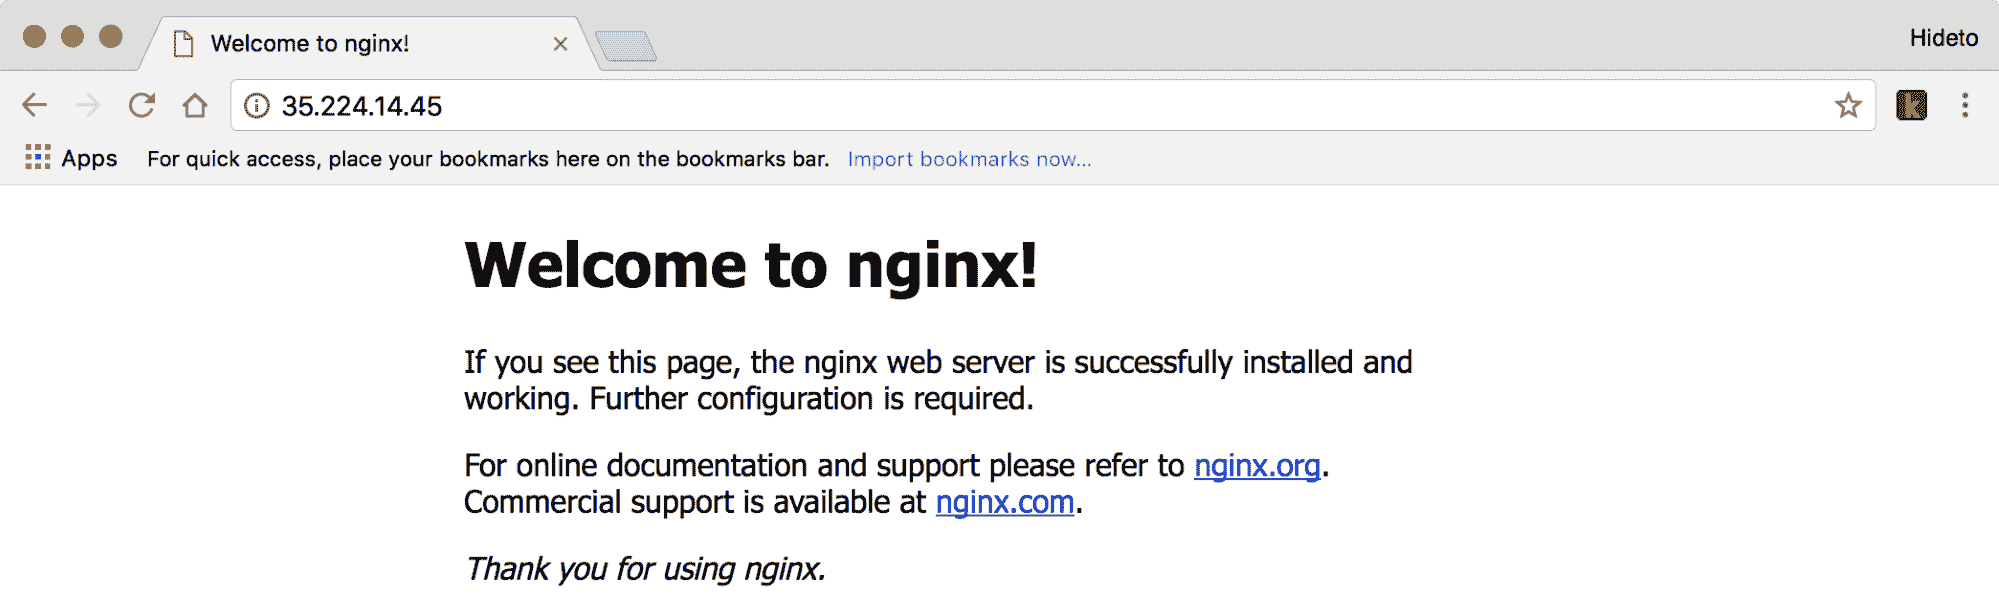 Welcome to nginx!
Hideto
35.224.14.45
Apps For quick access, place your bookmarks here on the bookmarks bar. Import bookmarks now...
Welcome to nginx!
If you see this page, the nginx web server is successfully installed and
working. Further configuration is required.
For online documentation and support please refer to nginx.org.
Commercial support is available at nginx.com.
Thank you for using nginx.